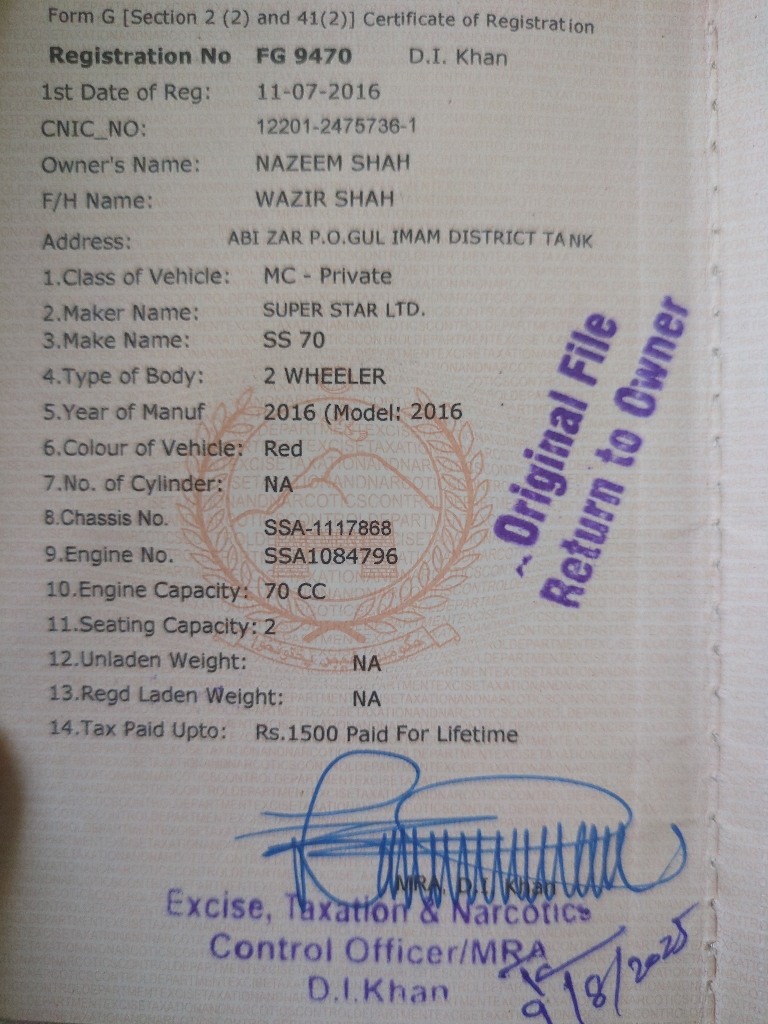 Form G [Section 2 (2) and 41(2)] Certificate of Registration
Registration No FG 9470 D.I. Khan
1st Date of Reg: 11-07-2016
CNIC_NO: 12201-2475736-1
Owner's Name: NAZEEM SHAH
F/H Name: WAZIR SHAH
Address: ABI ZAR P.O.GUL IMAM DISTRICT TANK
1.Class of Vehicle: MC - Private
2.Maker Name: SUPER STAR LTD.
3.Make Name: SS 70
4.Type of Body: 2 WHEELER
5.Year of Manuf 2016 (Model: 2016
6.Colour of Vehicle: Red
7.No. of Cylinder: NA
8.Chassis No. SSA-1117868
9.Engine No. SSA1084796
10.Engine Capacity: 70 CC
11.Seating Capacity: 2
12.Unladen Weight: NA
13.Regd Laden Weight: NA
14.Tax Paid Upto: Rs.1500 Paid For Lifetime
Original File
Return to Owner
MRA, D.I. Khan
Excise, Taxation & Narcotics
Control Officer/MRA
D.I.Khan
/8/2025